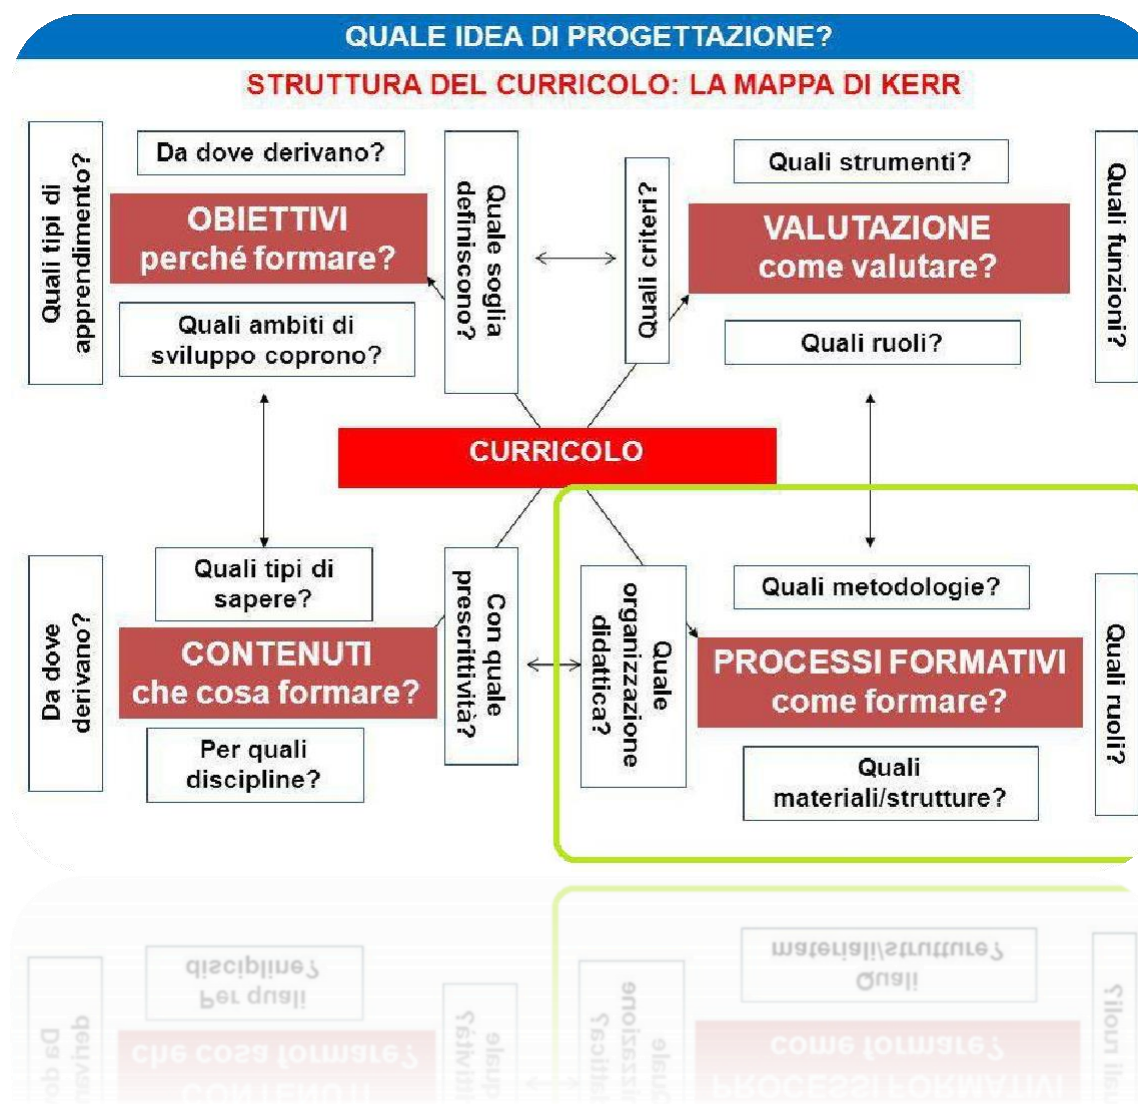 QUALE IDEA DI PROGETTAZIONE?
STRUTTURA DEL CURRICOLO: LA MAPPA DI KERR
Quali tipi di
apprendimento?
Da dove derivano?
OBIETTIVI
perché formare?
Quali ambiti di
sviluppo coprono?
Quale soglia
definiscono?
Quali criteri?
Quali strumenti?
VALUTAZIONE
come valutare?
Quali ruoli?
Quali funzioni?
CURRICOLO
Da dove
derivano?
Quali tipi di
sapere?
CONTENUTI
che cosa formare?
Per quali
discipline?
Con quale
prescrittività?
Quale
organizzazione
didattica?
Quali metodologie?
PROCESSI FORMATIVI
come formare?
Quali
materiali/strutture?
Quali ruoli?